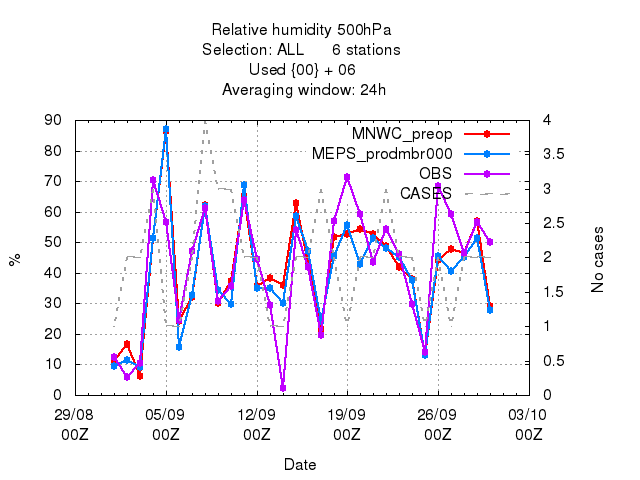 Relative humidity 500hPa
Selection: ALL 6 stations
Used {00} + 06
Averaging window: 24h
MNWC_preop
MEPS_prodmbr000
OBS
CASES
90
80
70
60
50
40
30
20
10
0
%
4
3.5
3
2.5
2
1.5
1
0.5
0
No cases
29/08 05/09 12/09 19/09 26/09 03/10
00Z 00Z 00Z 00Z 00Z 00Z
Date